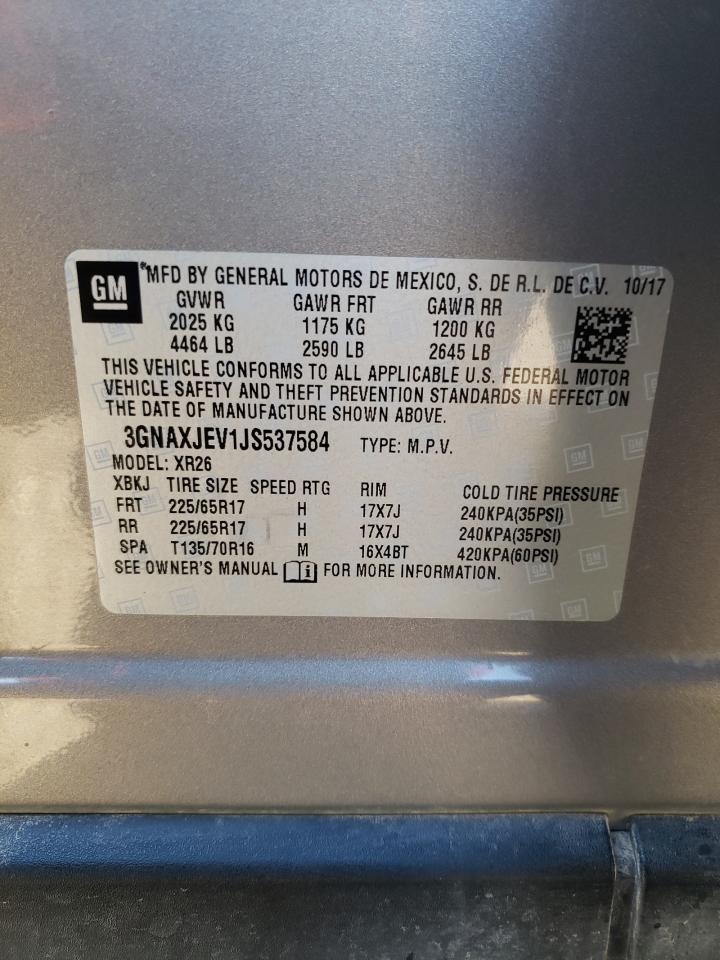 GM
*MFD BY GENERAL MOTORS DE MEXICO, S. DE R.L. DE C.V. 10/17
GVWR GAWR FRT GAWR RR
2025 KG 1175 KG 1200 KG
4464 LB 2590 LB 2645 LB
THIS VEHICLE CONFORMS TO ALL APPLICABLE U.S. FEDERAL MOTOR
VEHICLE SAFETY AND THEFT PREVENTION STANDARDS IN EFFECT ON
THE DATE OF MANUFACTURE SHOWN ABOVE.
3GNAXJEV1JS537584 TYPE: M.P.V.
MODEL: XR26
XBKJ TIRE SIZE SPEED RTG RIM COLD TIRE PRESSURE
FRT 225/65R17 H 17X7J 240KPA(35PSI)
RR 225/65R17 H 17X7J 240KPA(35PSI)
SPA T135/70R16 M 16X4BT 420KPA(60PSI)
SEE OWNER'S MANUAL i FOR MORE INFORMATION.